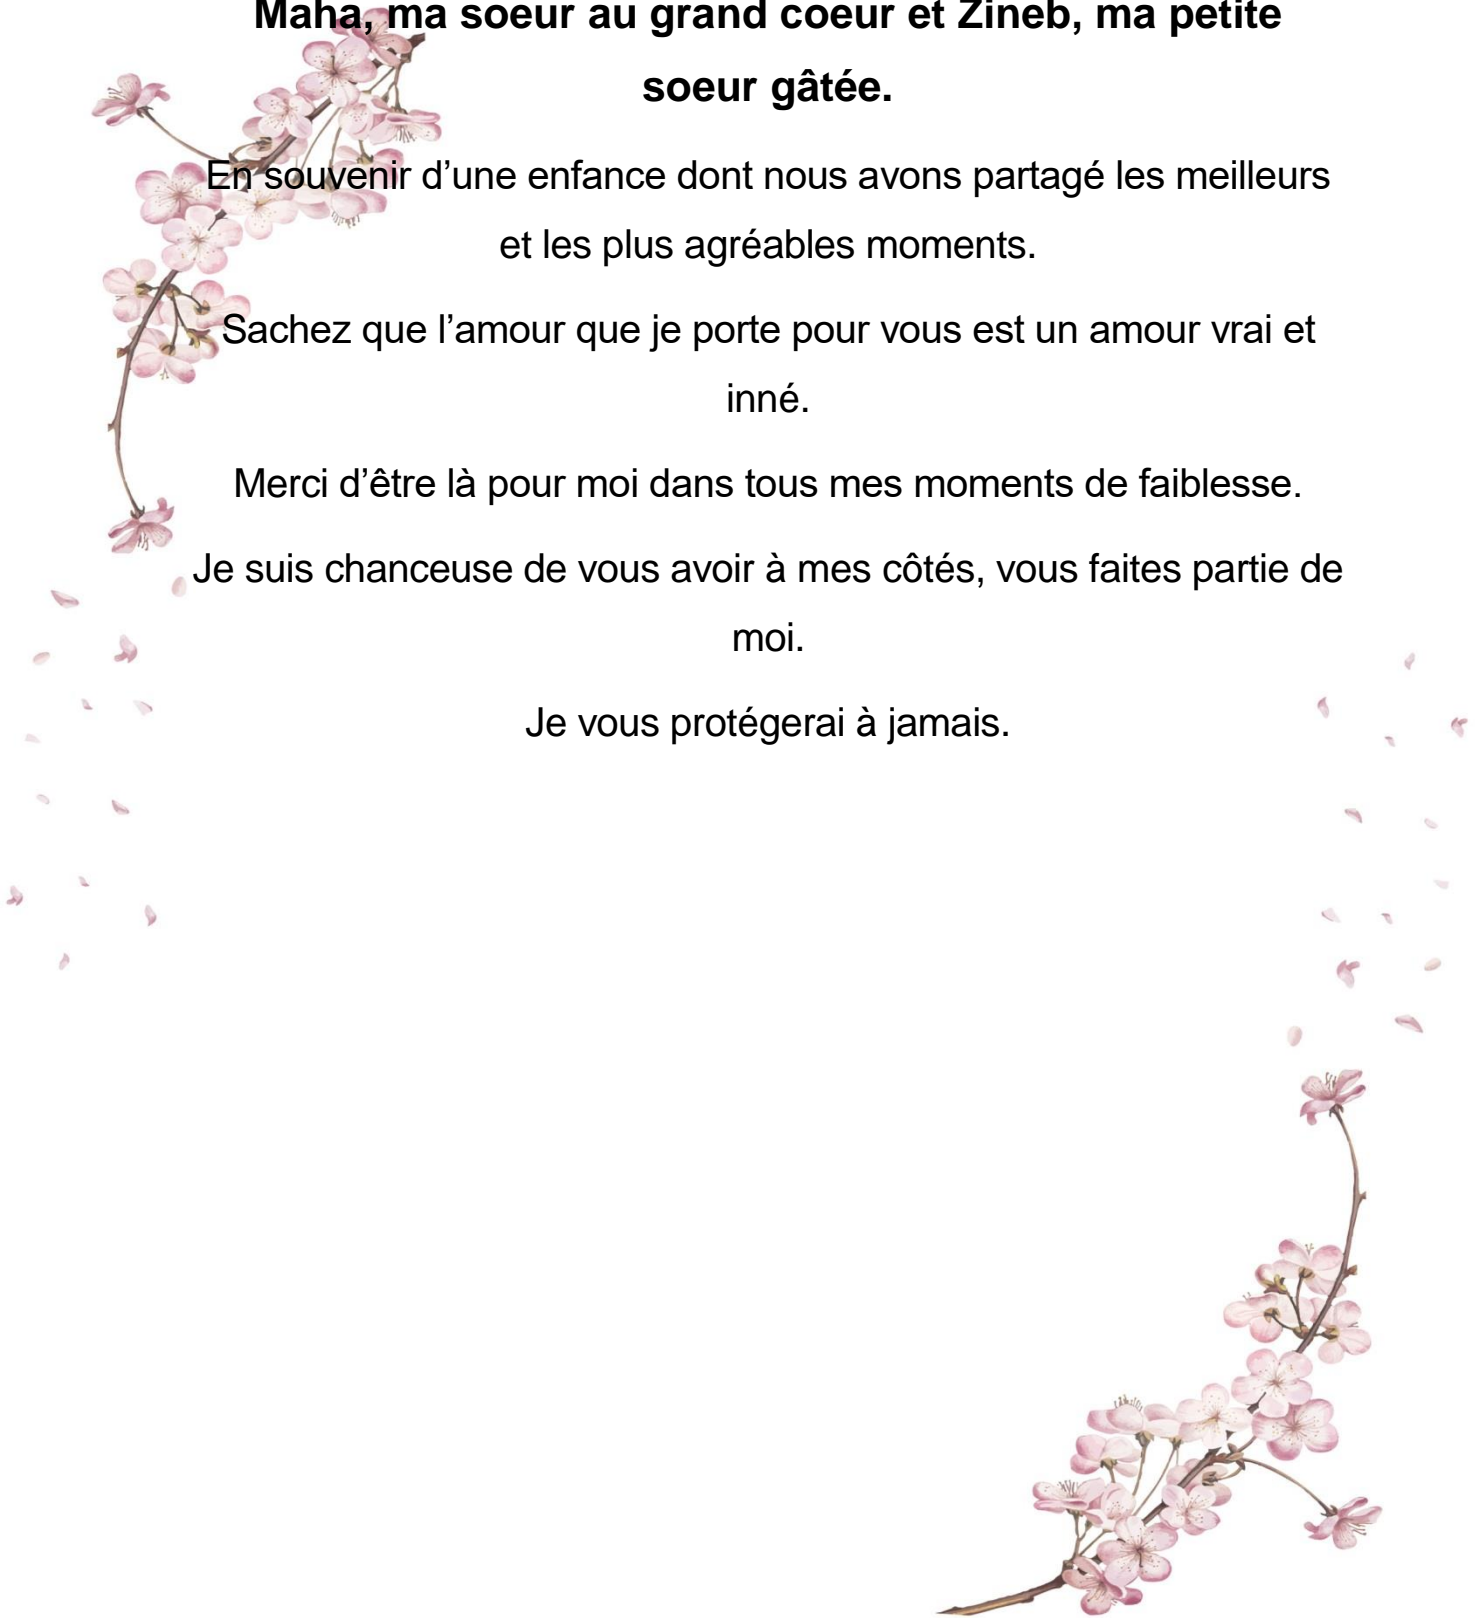 Maha, ma soeur au grand coeur et Zineb, ma petite
soeur gâtée.
En souvenir d’une enfance dont nous avons partagé les meilleurs
et les plus agréables moments.
Sachez que l’amour que je porte pour vous est un amour vrai et
inné.
Merci d’être là pour moi dans tous mes moments de faiblesse.
Je suis chanceuse de vous avoir à mes côtés, vous faites partie de
moi.
Je vous protégerai à jamais.